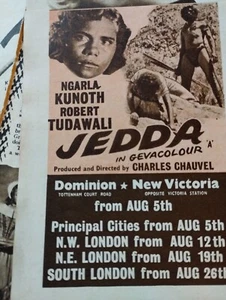 NGARLA
KUNOTH
ROBERT
TUDAWALI
JEDDA "A"
IN GEVACOLOUR
Produced and Directed by CHARLES CHAUVEL
Dominion ★ New Victoria
TOTTENHAM COURT ROAD OPPOSITE VICTORIA STATION
from AUG 5th
Principal Cities from AUG 5th
N.W. LONDON from AUG 12th
N.E. LONDON from AUG 19th
SOUTH LONDON from AUG 26th